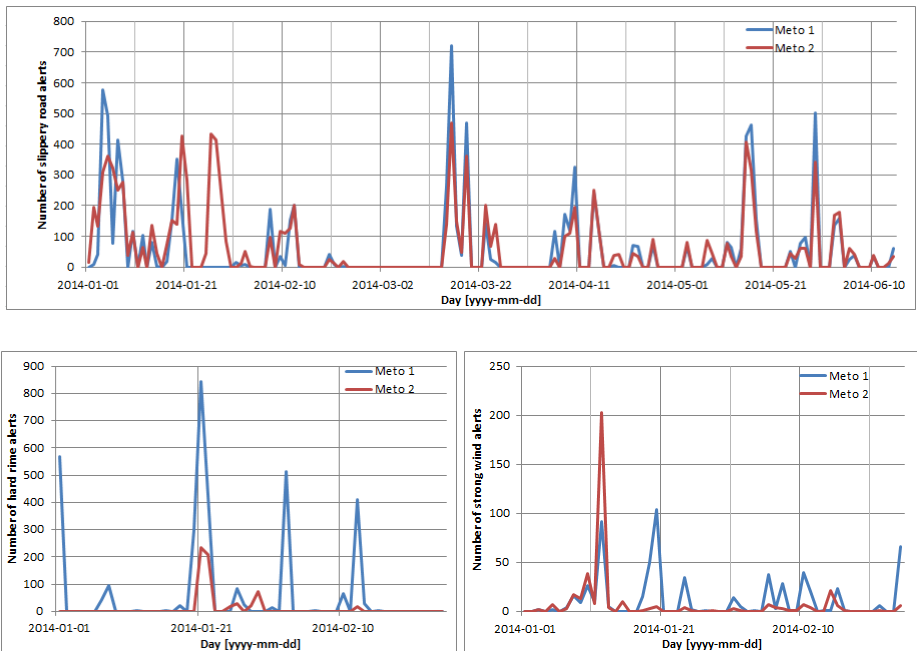 Number of slippery road alerts
800
700
600
500
400
300
200
100
0
Meto 1
Meto 2
2014-01-01 2014-01-21 2014-02-10 2014-03-02 2014-03-22 2014-04-11 2014-05-01 2014-05-21 2014-06-10
Day [yyyy-mm-dd]
Number of hard rime alerts
900
800
700
600
500
400
300
200
100
0
Meto 1
Meto 2
2014-01-01 2014-01-21 2014-02-10
Day [yyyy-mm-dd]
Number of strong wind alerts
250
200
150
100
50
0
Meto 1
Meto 2
2014-01-01 2014-01-21 2014-02-10
Day [yyyy-mm-dd]